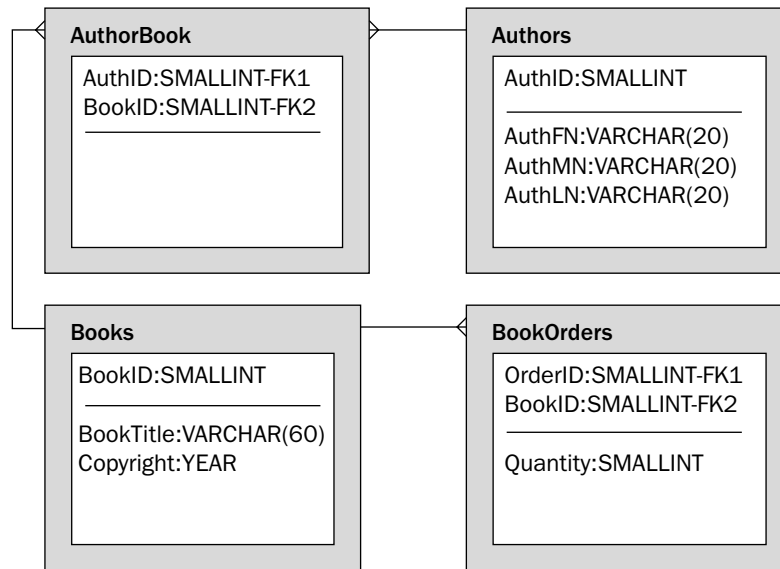 AuthorBook
AuthID:SMALLINT-FK1
BookID:SMALLINT-FK2
Authors
AuthID:SMALLINT
AuthFN:VARCHAR(20)
AuthMN:VARCHAR(20)
AuthLN:VARCHAR(20)
Books
BookID:SMALLINT
BookTitle:VARCHAR(60)
Copyright:YEAR
BookOrders
OrderID:SMALLINT-FK1
BookID:SMALLINT-FK2
Quantity:SMALLINT